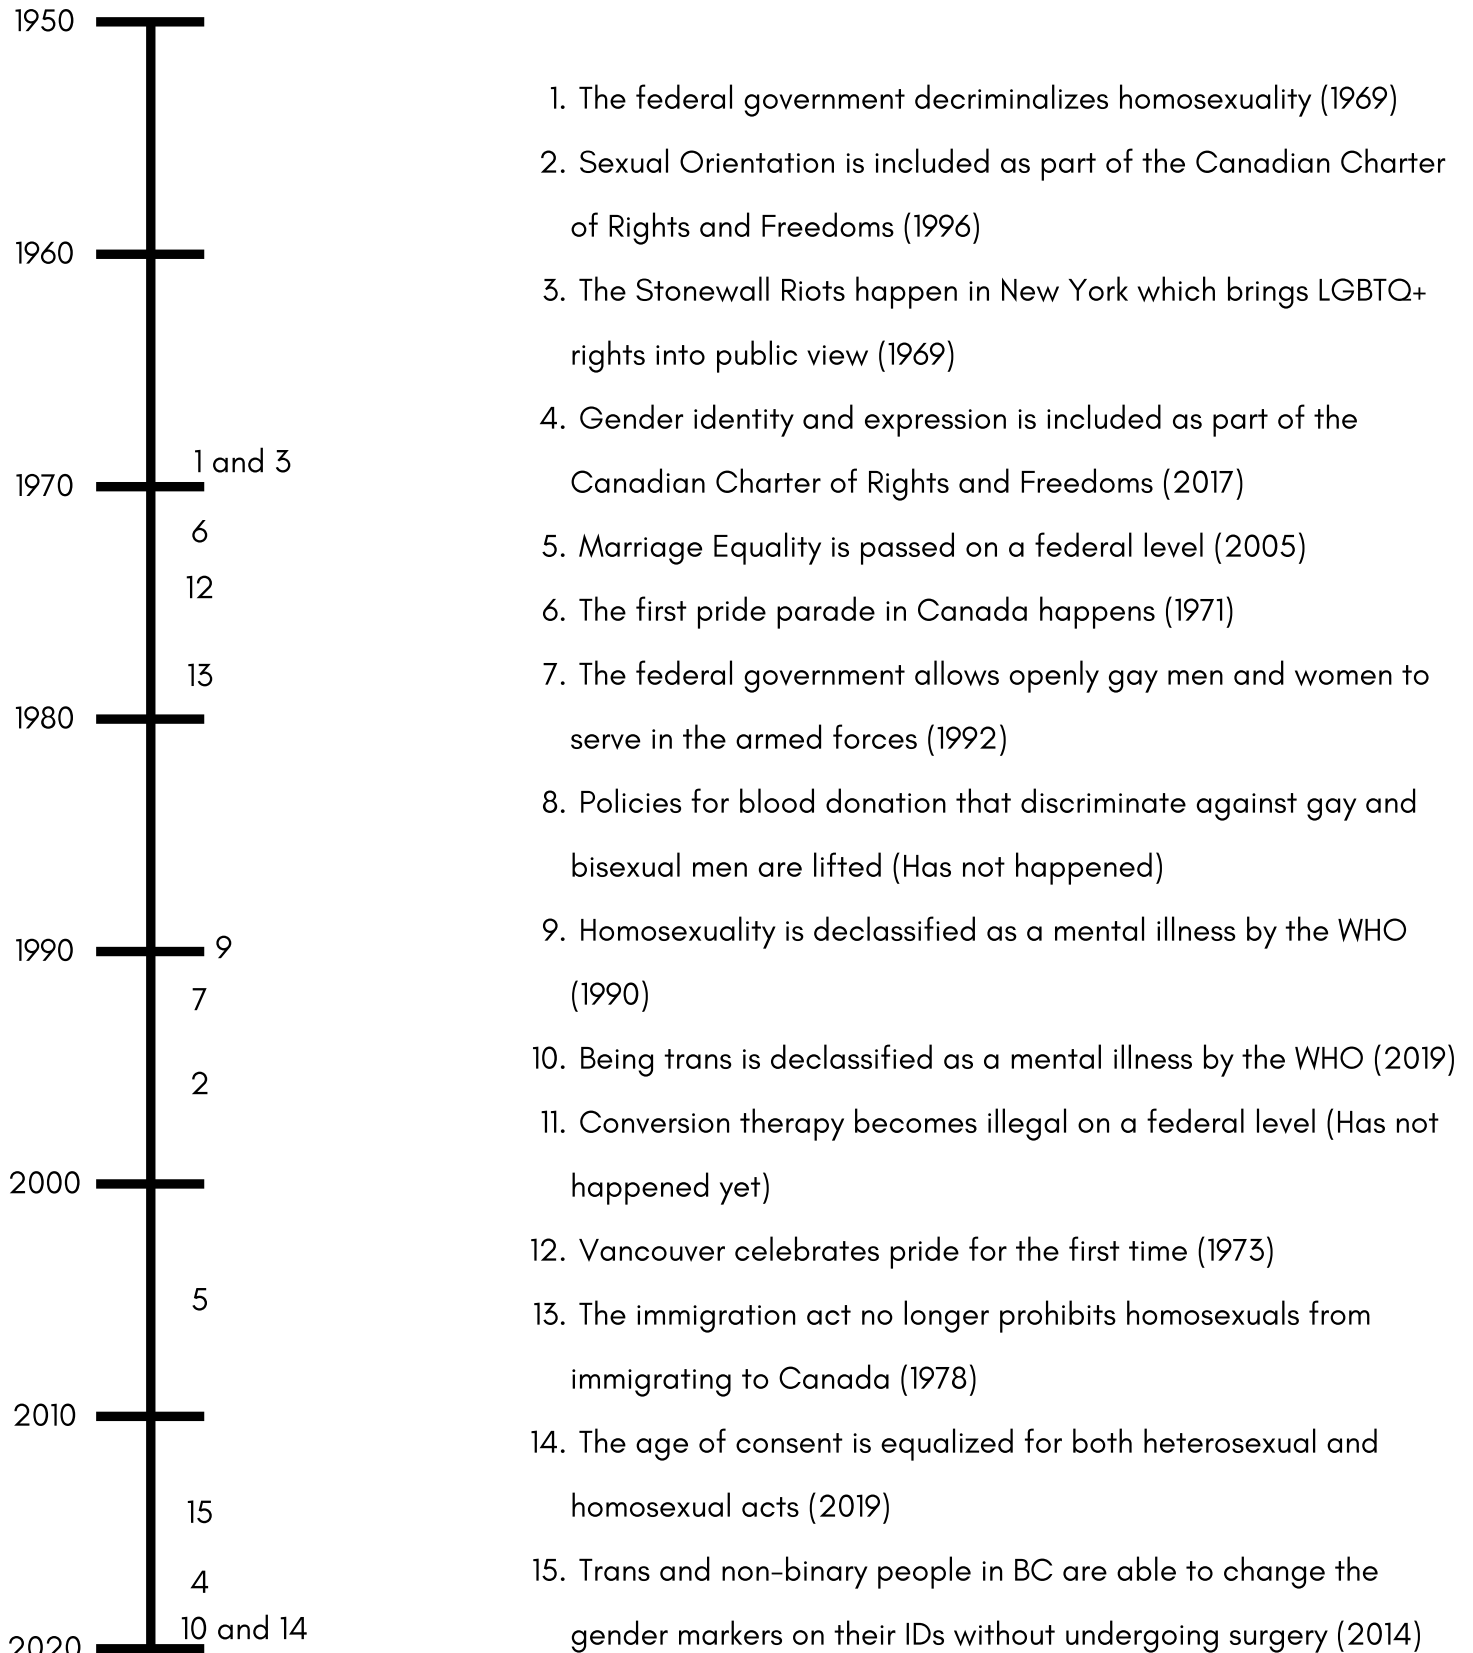 1950
1960
1 and 3
1970
6
12
13
1980
1990
9
7
2
2000
5
2010
15
4
10 and 14
2020
1. The federal government decriminalizes homosexuality (1969)
2. Sexual Orientation is included as part of the Canadian Charter
of Rights and Freedoms (1996)
3. The Stonewall Riots happen in New York which brings LGBTQ+
rights into public view (1969)
4. Gender identity and expression is included as part of the
Canadian Charter of Rights and Freedoms (2017)
5. Marriage Equality is passed on a federal level (2005)
6. The first pride parade in Canada happens (1971)
7. The federal government allows openly gay men and women to
serve in the armed forces (1992)
8. Policies for blood donation that discriminate against gay and
bisexual men are lifted (Has not happened)
9. Homosexuality is declassified as a mental illness by the WHO
(1990)
10. Being trans is declassified as a mental illness by the WHO (2019)
11. Conversion therapy becomes illegal on a federal level (Has not
happened yet)
12. Vancouver celebrates pride for the first time (1973)
13. The immigration act no longer prohibits homosexuals from
immigrating to Canada (1978)
14. The age of consent is equalized for both heterosexual and
homosexual acts (2019)
15. Trans and non-binary people in BC are able to change the
gender markers on their IDs without undergoing surgery (2014)